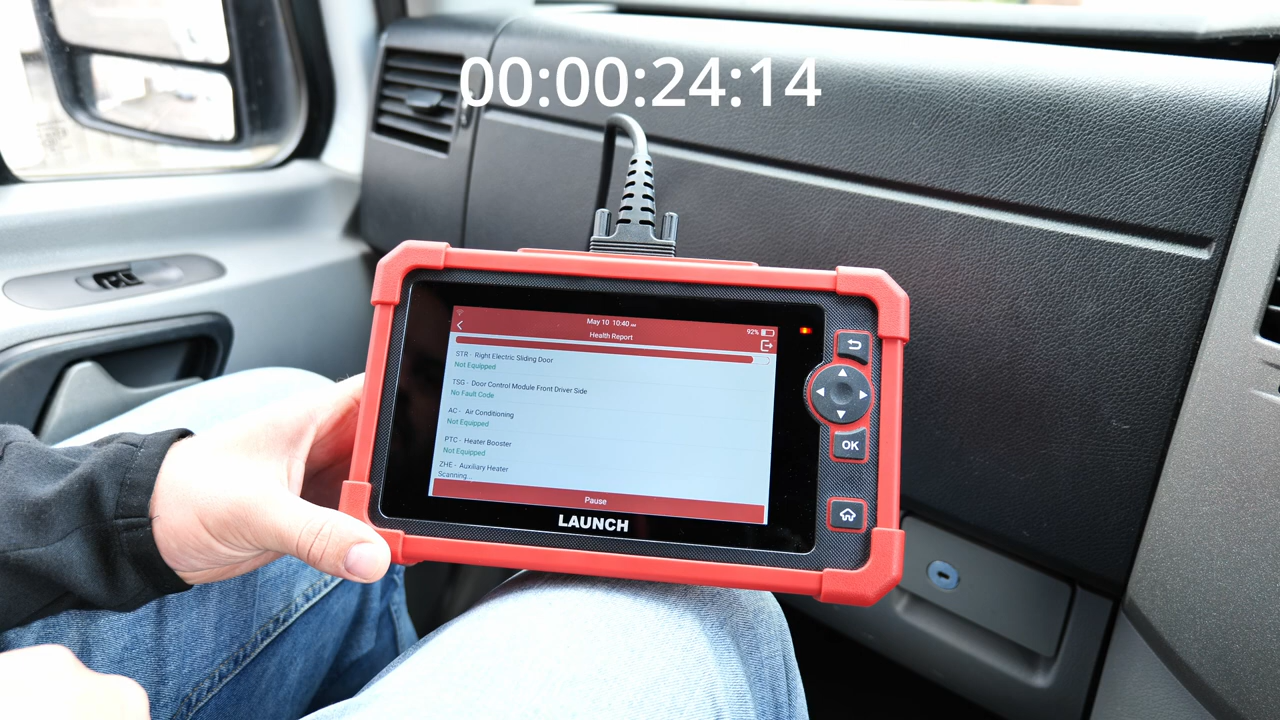 00:00:24:14
May 10 10:40 AM
92%
Health Report
STR - Right Electric Sliding Door
Not Equipped
TSG - Door Control Module Front Driver Side
No Fault Code
AC - Air Conditioning
Not Equipped
PTC - Heater Booster
Not Equipped
ZHE - Auxiliary Heater
Scanning...
Pause
OK
LAUNCH